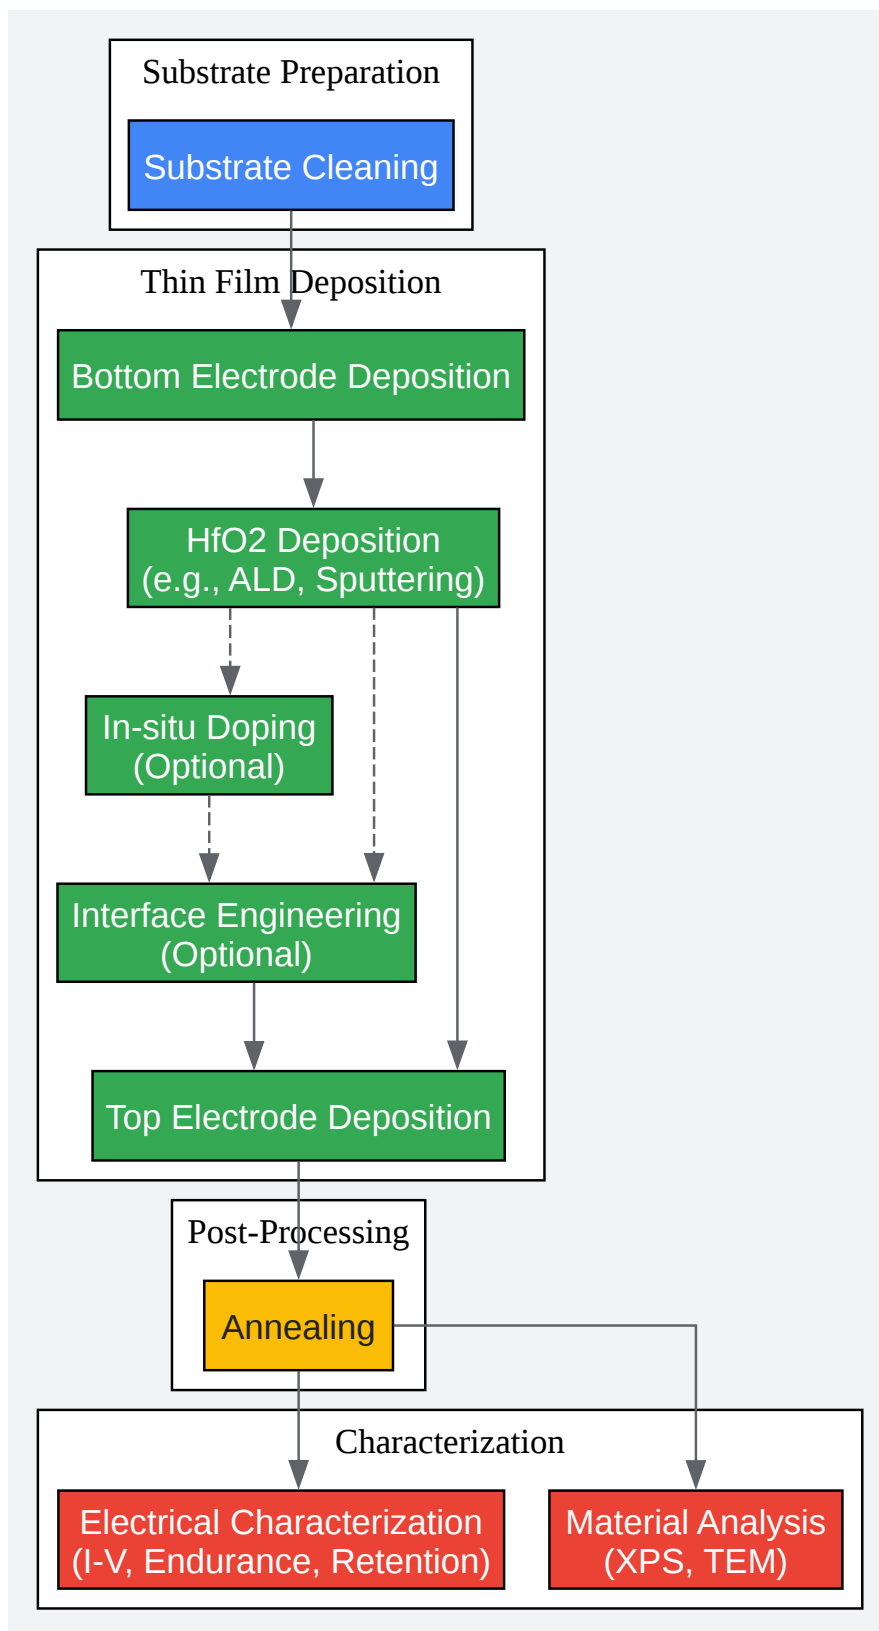 Substrate Preparation
Substrate Cleaning
Thin Film Deposition
Bottom Electrode Deposition
HfO2 Deposition
(e.g., ALD, Sputtering)
In-situ Doping
(Optional)
Interface Engineering
(Optional)
Top Electrode Deposition
Post-Processing
Annealing
Characterization
Electrical Characterization
(I-V, Endurance, Retention)
Material Analysis
(XPS, TEM)